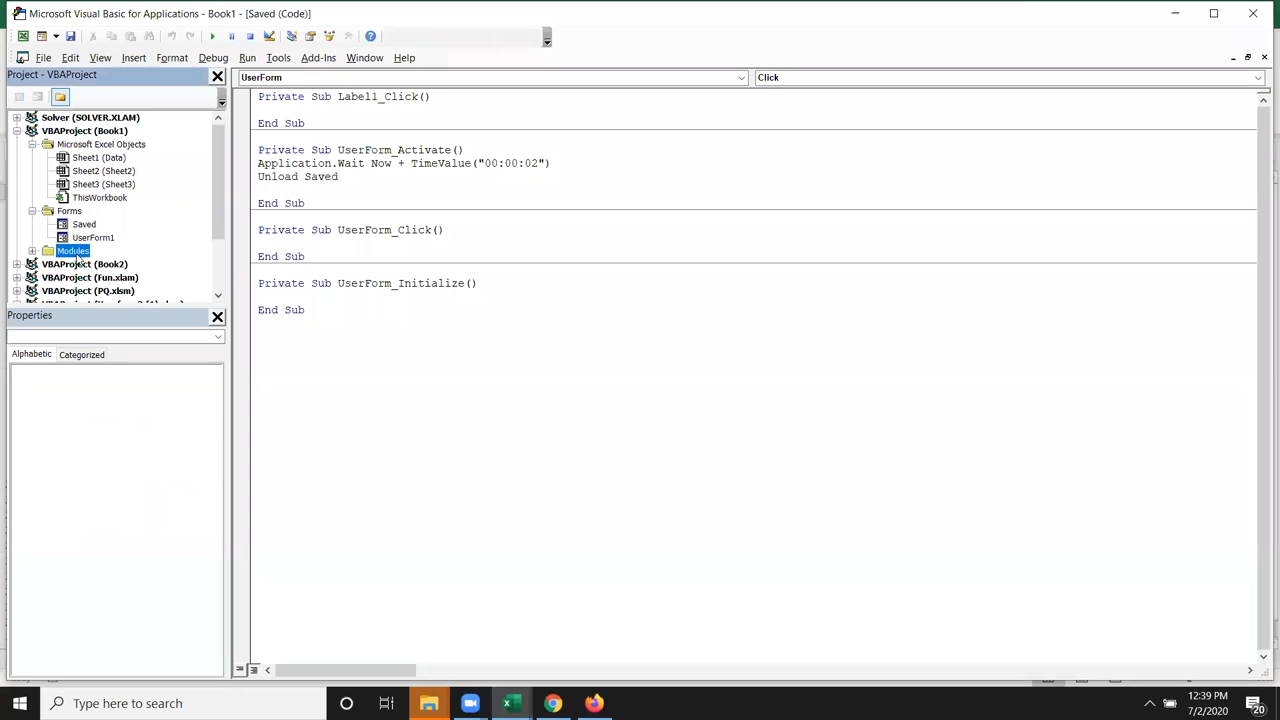 Microsoft Visual Basic for Applications - Book1 - [Saved (Code)]
File Edit View Insert Format Debug Run Tools Add-Ins Window Help
Project - VBAProject
UserForm
Click
Solver (SOLVER.XLAM)
VBAProject (Book1)
Microsoft Excel Objects
Sheet1 (Data)
Sheet2 (Sheet2)
Sheet3 (Sheet3)
ThisWorkbook
Forms
Saved
UserForm1
Modules
VBAProject (Book2)
VBAProject (Fun.xlam)
VBAProject (PQ.xlsm)
Properties
Alphabetic Categorized
Private Sub Label1_Click()
End Sub
Private Sub UserForm_Activate()
Application.Wait Now + TimeValue("00:00:02")
Unload Saved
End Sub
Private Sub UserForm_Click()
End Sub
Private Sub UserForm_Initialize()
End Sub
Type here to search
12:39 PM
7/2/2020
20